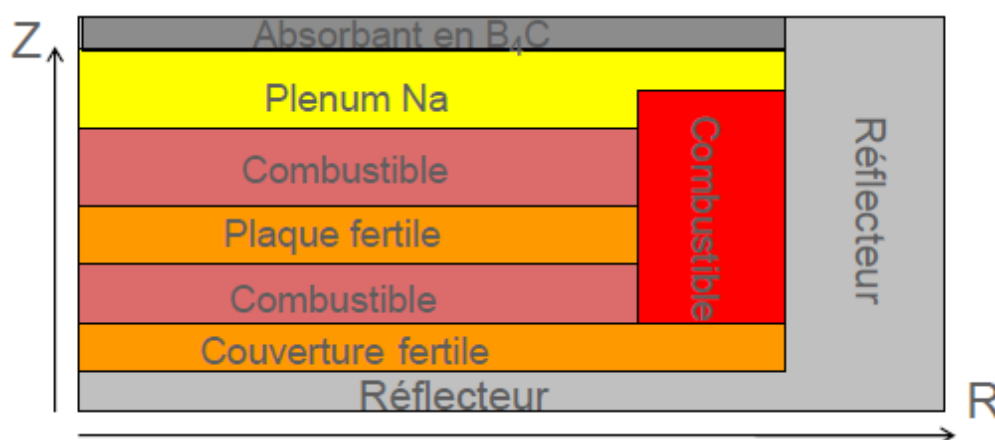 Z
Absorbant en B₄C
Plenum Na
Combustible
Plaque fertile
Combustible
Couverture fertile
Réflecteur
Combustible
Réflecteur
R